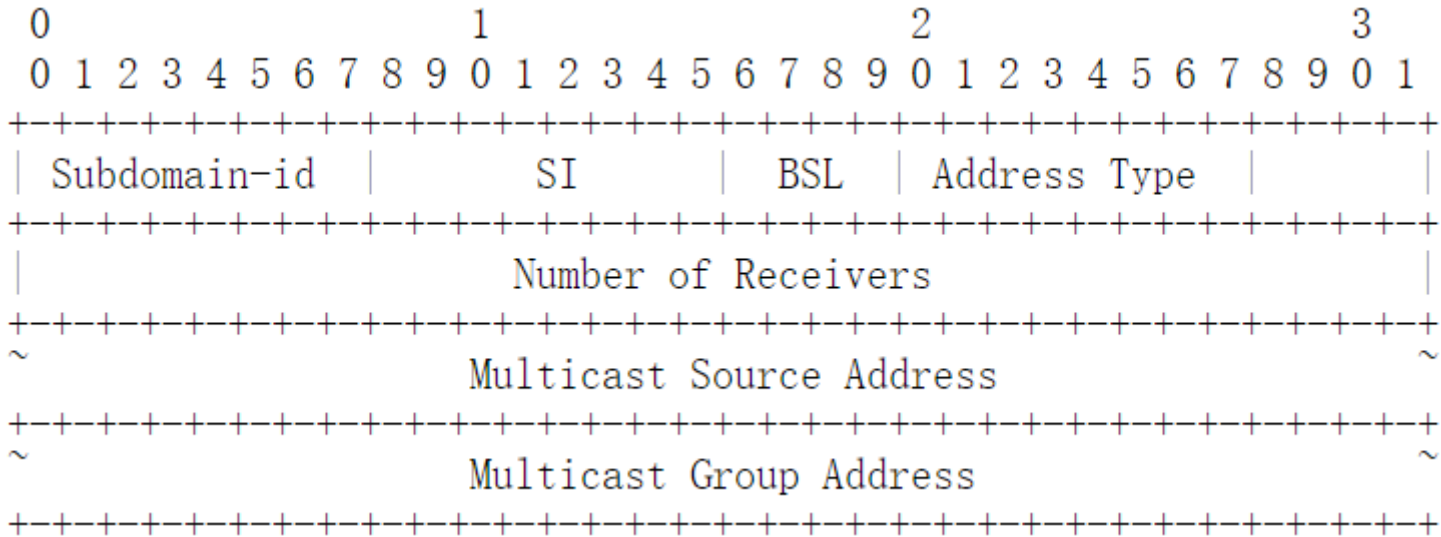 0                   1                   2                   3
0 1 2 3 4 5 6 7 8 9 0 1 2 3 4 5 6 7 8 9 0 1 2 3 4 5 6 7 8 9 0 1
+-+-+-+-+-+-+-+-+-+-+-+-+-+-+-+-+-+-+-+-+-+-+-+-+-+-+-+-+-+-+-+-+
| Subdomain-id  |       SI      |  BSL  | Address Type  |       |
+-+-+-+-+-+-+-+-+-+-+-+-+-+-+-+-+-+-+-+-+-+-+-+-+-+-+-+-+-+-+-+-+
|                      Number of Receivers                      |
+-+-+-+-+-+-+-+-+-+-+-+-+-+-+-+-+-+-+-+-+-+-+-+-+-+-+-+-+-+-+-+-+
~                    Multicast Source Address                   ~
+-+-+-+-+-+-+-+-+-+-+-+-+-+-+-+-+-+-+-+-+-+-+-+-+-+-+-+-+-+-+-+-+
~                    Multicast Group Address                    ~
+-+-+-+-+-+-+-+-+-+-+-+-+-+-+-+-+-+-+-+-+-+-+-+-+-+-+-+-+-+-+-+-+